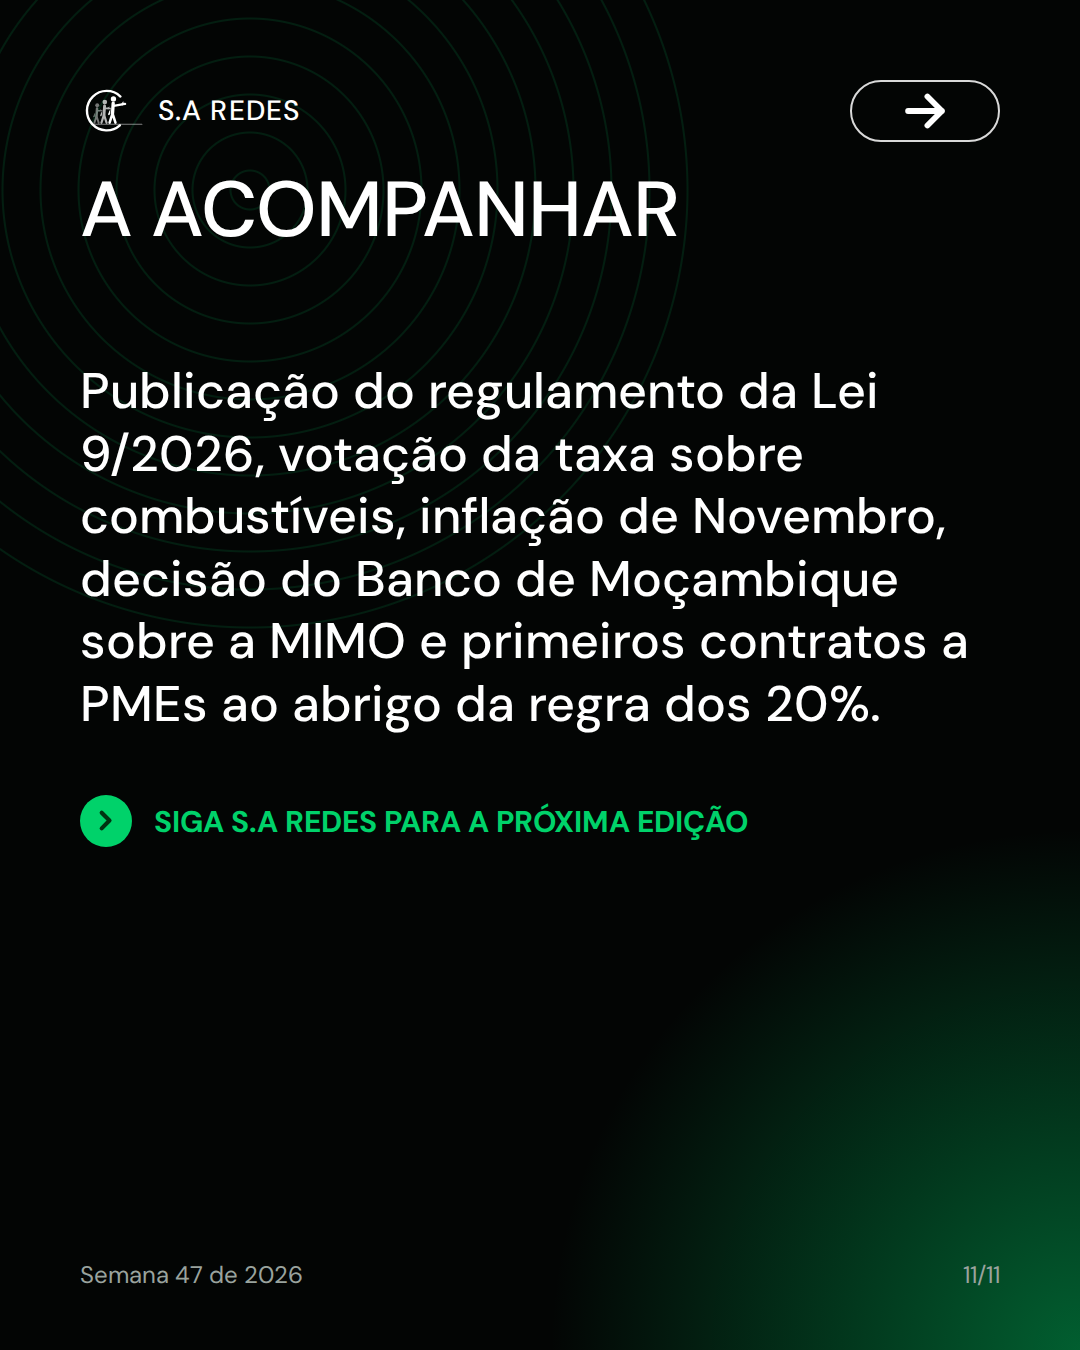 S.A REDES
A ACOMPANHAR
Publicação do regulamento da Lei
9/2026, votação da taxa sobre
combustíveis, inflação de Novembro,
decisão do Banco de Moçambique
sobre a MIMO e primeiros contratos a
PMEs ao abrigo da regra dos 20%.
SIGA S.A REDES PARA A PRÓXIMA EDIÇÃO
Semana 47 de 2026
11/11